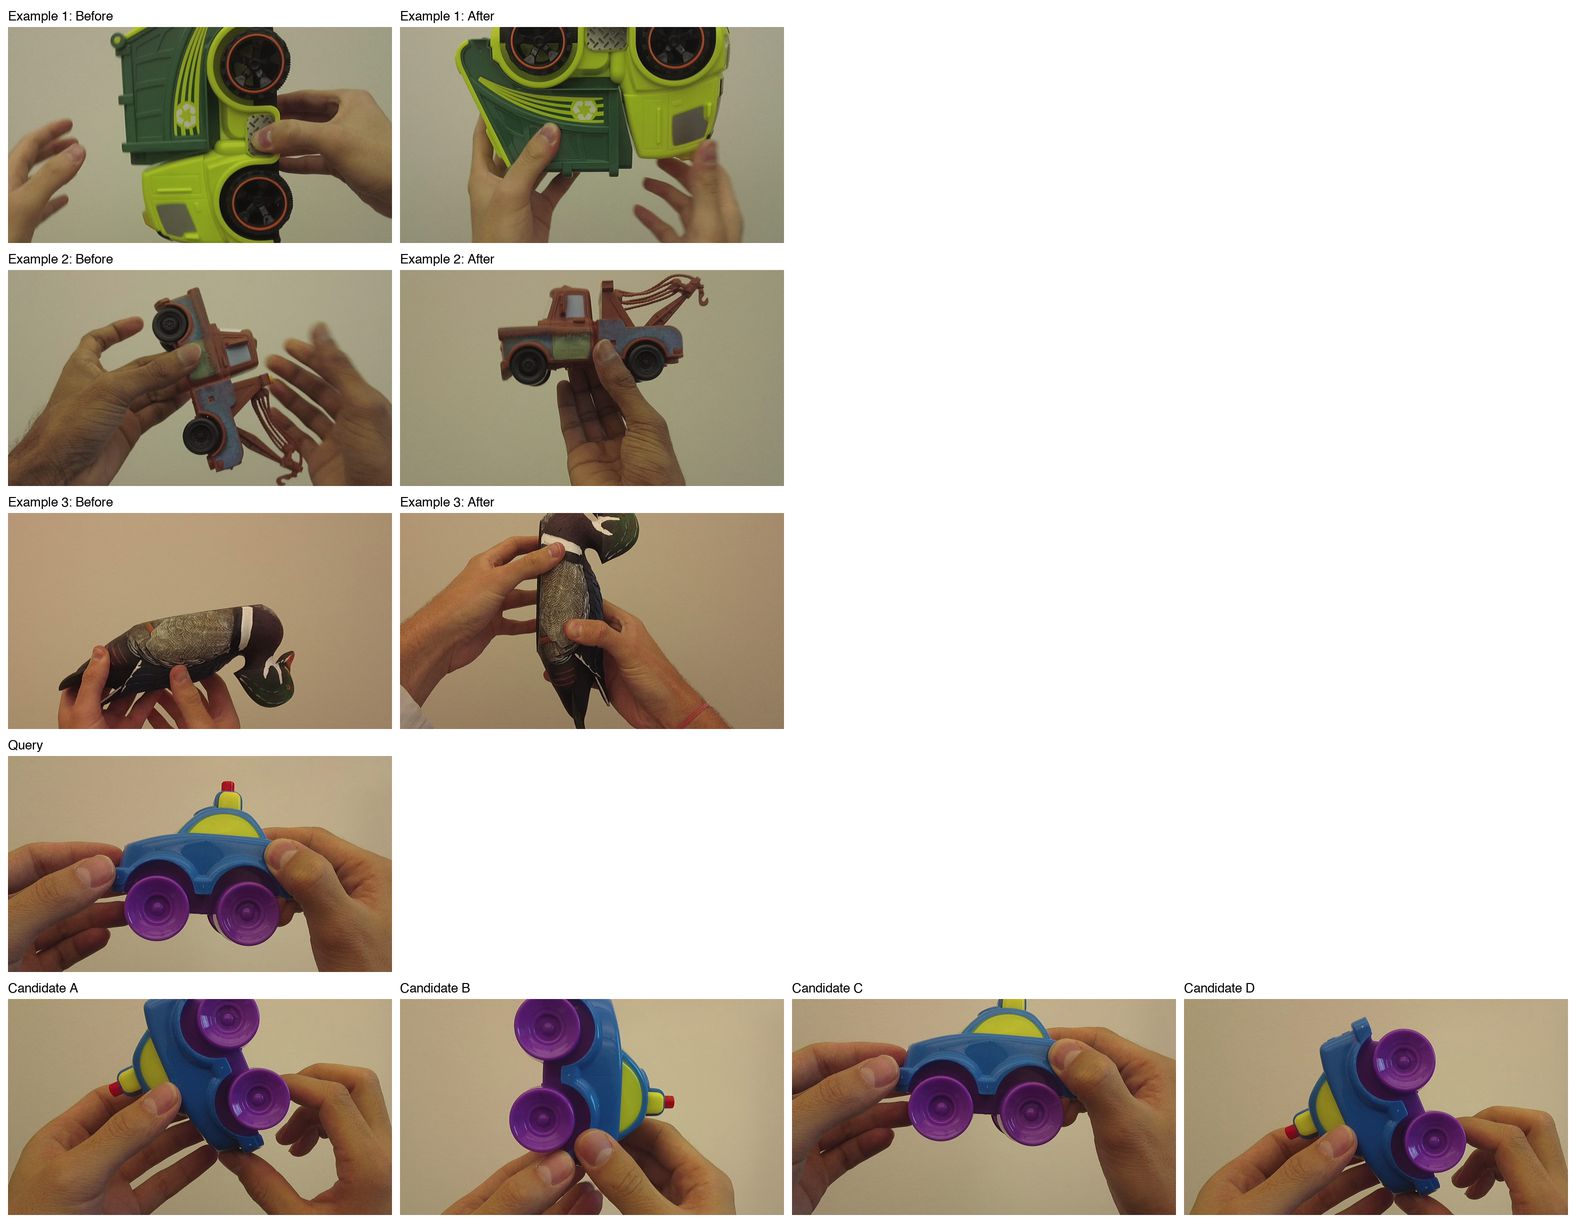 Example 1: Before
Example 1: After
Example 2: Before
Example 2: After
Example 3: Before
Example 3: After
Query
Candidate A
Candidate B
Candidate C
Candidate D